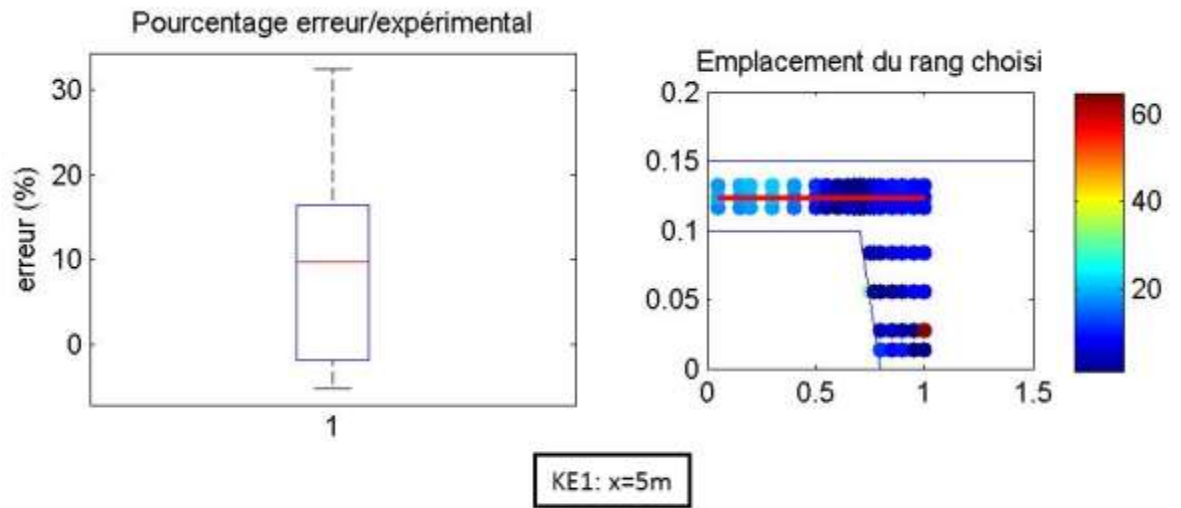 Pourcentage erreur/expérimental
erreur (%)
30
20
10
0
1
Emplacement du rang choisi
0.2
0.15
0.1
0.05
0
0 0.5 1 1.5
60
40
20
KE1: x=5m